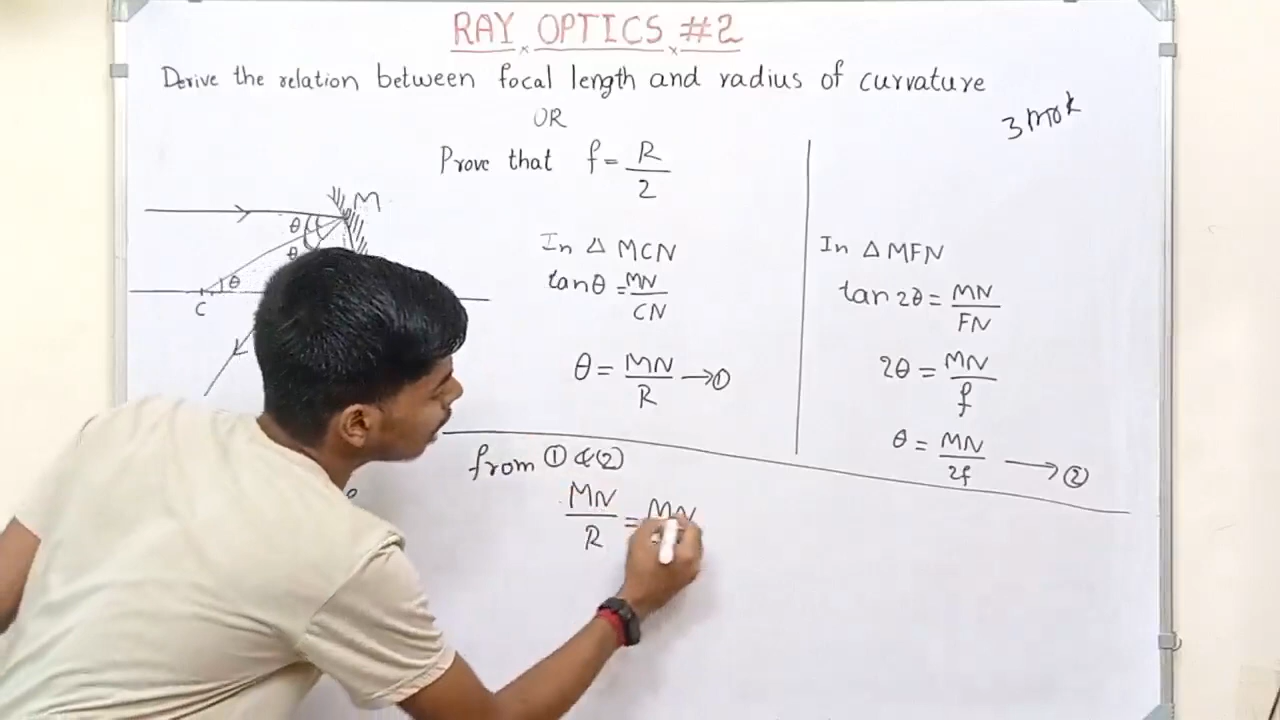 RAY OPTICS #2
Derive the relation between focal length and radius of curvature
OR
3 mark
Prove that f = R/2
M
θ
θ
θ
C
In △ MCN
tanθ = MN/CN
θ = MN/R → ①
In △ MFN
tan 2θ = MN/FN
2θ = MN/f
θ = MN/2f → ②
from ① & (2)
MN/R = MN